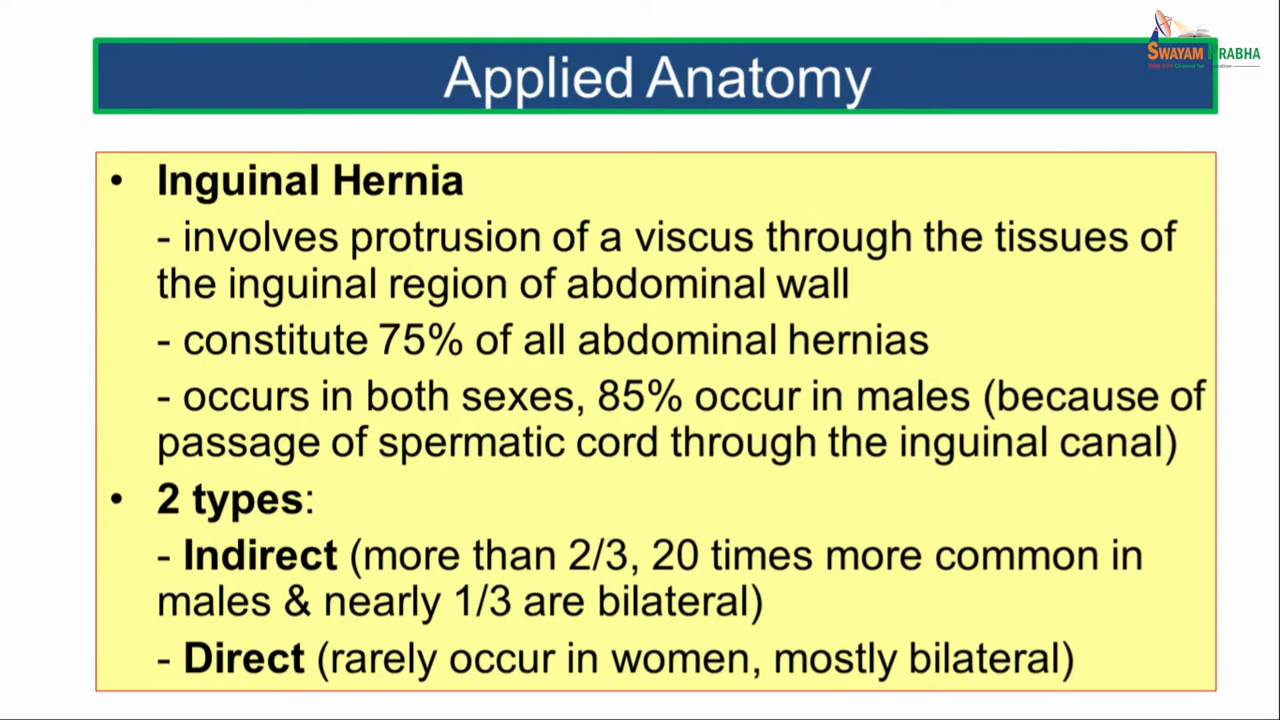 SWAYAM PRABHA
Applied Anatomy
• Inguinal Hernia
- involves protrusion of a viscus through the tissues of
the inguinal region of abdominal wall
- constitute 75% of all abdominal hernias
- occurs in both sexes, 85% occur in males (because of
passage of spermatic cord through the inguinal canal)
• 2 types:
- Indirect (more than 2/3, 20 times more common in
males & nearly 1/3 are bilateral)
- Direct (rarely occur in women, mostly bilateral)